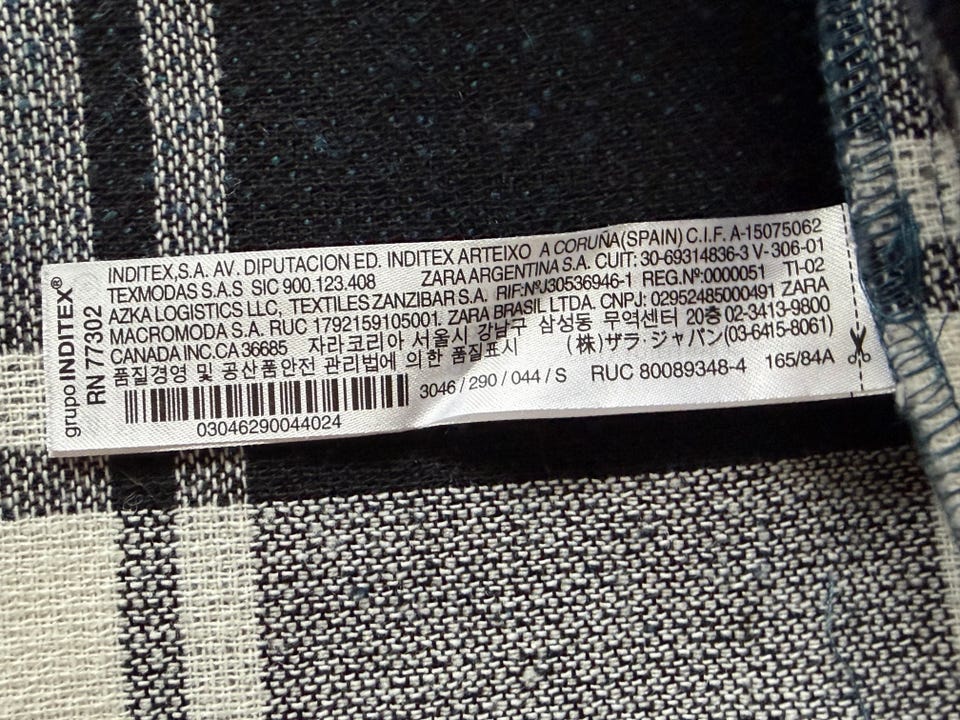 grupo INDITEX®
RN 77302
INDITEX,S.A. AV. DIPUTACION ED. INDITEX ARTEIXO A CORUÑA(SPAIN) C.I.F. A-15075062
TEXMODAS S.A.S SIC 900.123.408 ZARA ARGENTINA S.A. CUIT: 30-69314836-3 V-306-01
AZKA LOGISTICS LLC, TEXTILES ZANZIBAR S.A. RIF:NºJ30536946-1 REG.Nº:0000051 TI-02
MACROMODA S.A. RUC 1792159105001. ZARA BRASIL LTDA. CNPJ: 02952485000491 ZARA
CANADA INC.CA 36685 자라코리아 서울시 강남구 삼성동 무역센터 20층 02-3413-9800
품질경영 및 공산품안전 관리법에 의한 품질표시 (株)ザラ・ジャパン(03-6415-8061)
3046 / 290 / 044 / S RUC 80089348-4 165/84A
03046290044024